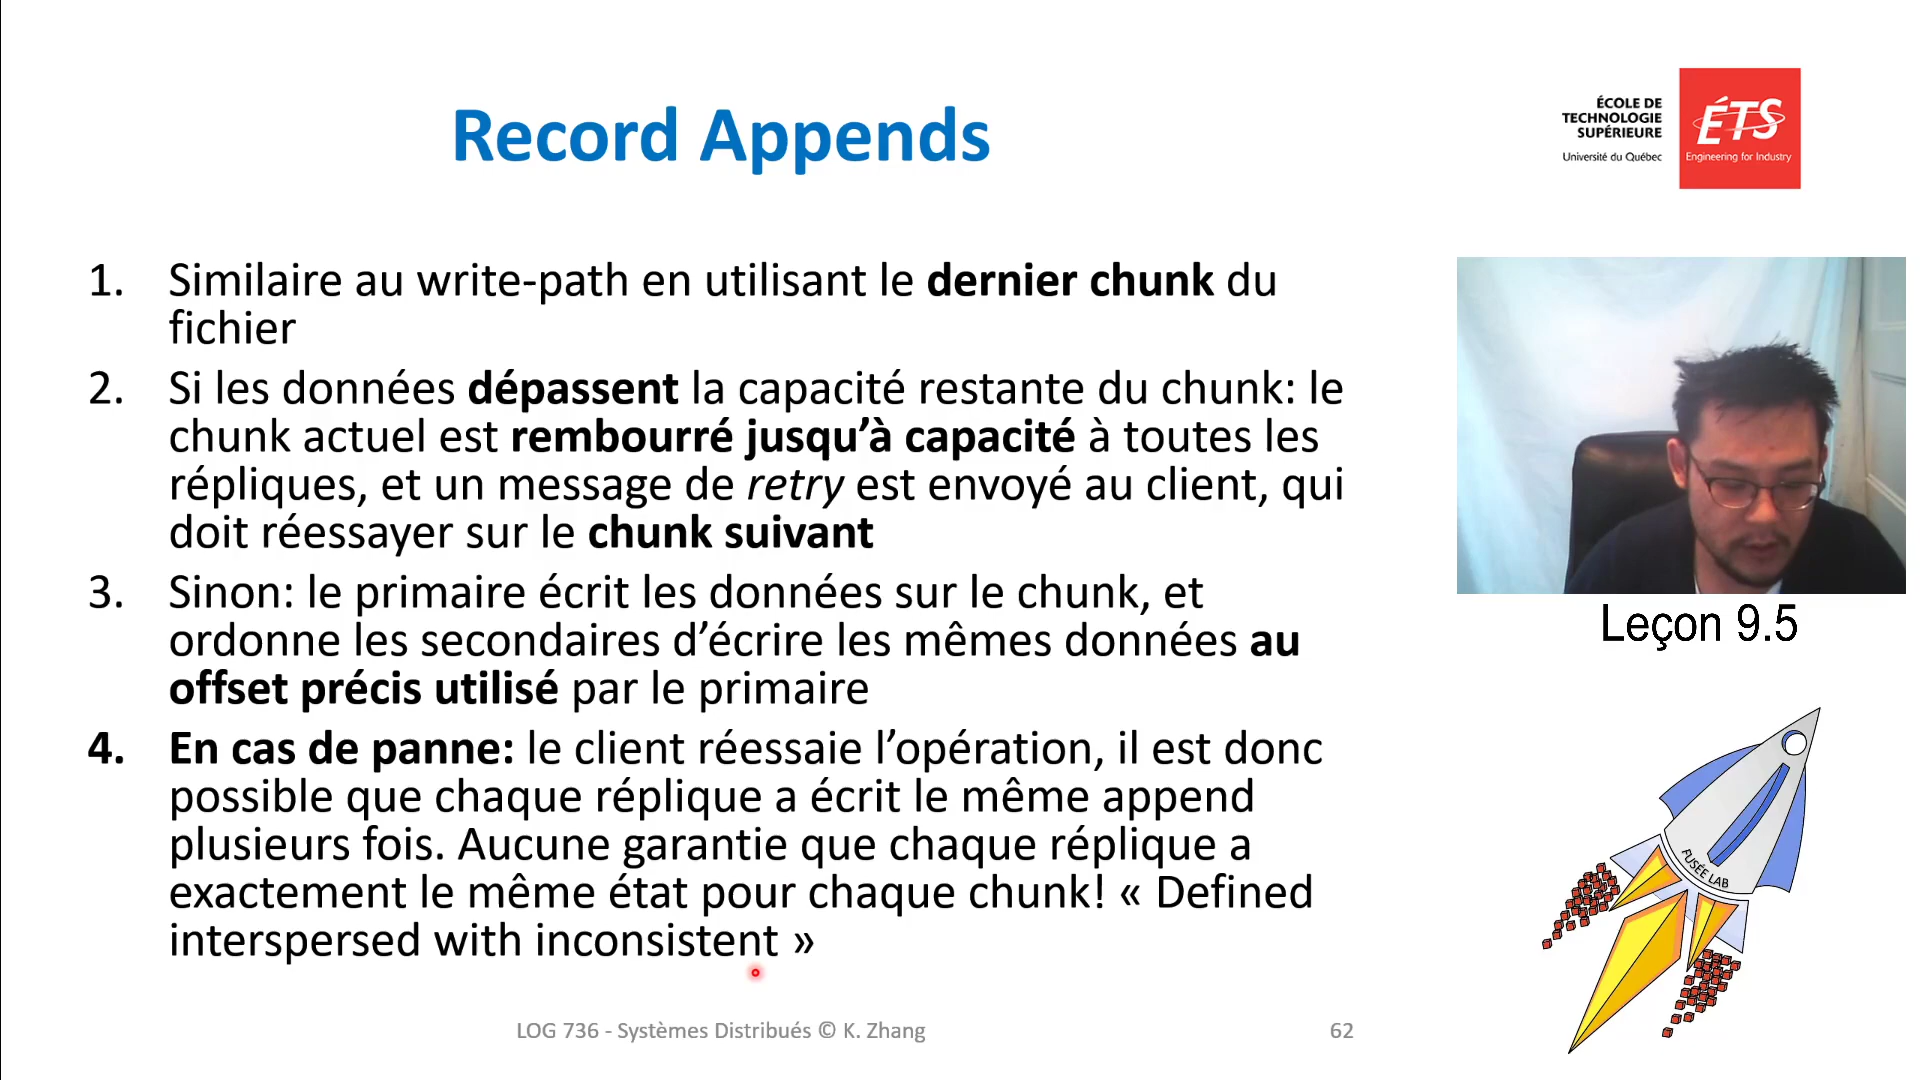 Record Appends
ÉCOLE DE
TECHNOLOGIE
SUPÉRIEURE
Université du Québec
ÉTS
Engineering for Industry
1. Similaire au write-path en utilisant le dernier chunk du
fichier
2. Si les données dépassent la capacité restante du chunk: le
chunk actuel est rembourré jusqu’à capacité à toutes les
répliques, et un message de retry est envoyé au client, qui
doit réessayer sur le chunk suivant
3. Sinon: le primaire écrit les données sur le chunk, et
ordonne les secondaires d’écrire les mêmes données au
offset précis utilisé par le primaire
4. En cas de panne: le client réessaie l’opération, il est donc
possible que chaque réplique a écrit le même append
plusieurs fois. Aucune garantie que chaque réplique a
exactement le même état pour chaque chunk! « Defined
interspersed with inconsistent »
Leçon 9.5
FUSÉE LAB
LOG 736 - Systèmes Distribués © K. Zhang
62